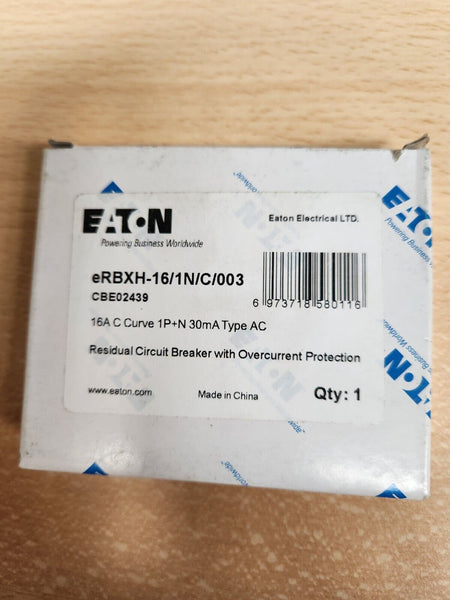 EATON
Powering Business Worldwide
Eaton Electrical LTD.
eRBXH-16/1N/C/003
CBE02439
6 973718 580116
16A C Curve 1P+N 30mA Type AC
Residual Circuit Breaker with Overcurrent Protection
www.eaton.com
Made in China
Qty: 1